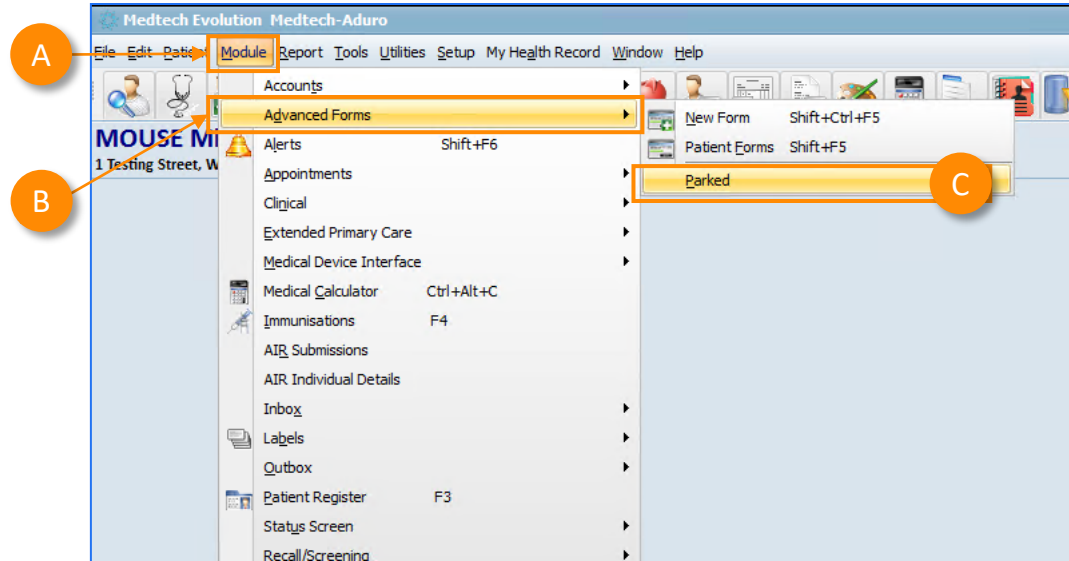 Medtech Evolution Medtech-Aduro
A
File Edit Patient Module Report Tools Utilities Setup My Health Record Window Help
Accounts
Advanced Forms
New Form Shift+Ctrl+F5
MOUSE MI
Alerts Shift+F6
Patient Forms Shift+F5
1 Testing Street, W
Appointments
Parked
C
B
Clinical
Extended Primary Care
Medical Device Interface
Medical Calculator Ctrl+Alt+C
Immunisations F4
AIR Submissions
AIR Individual Details
Inbox
Labels
Outbox
Patient Register F3
Status Screen
Recall/Screening